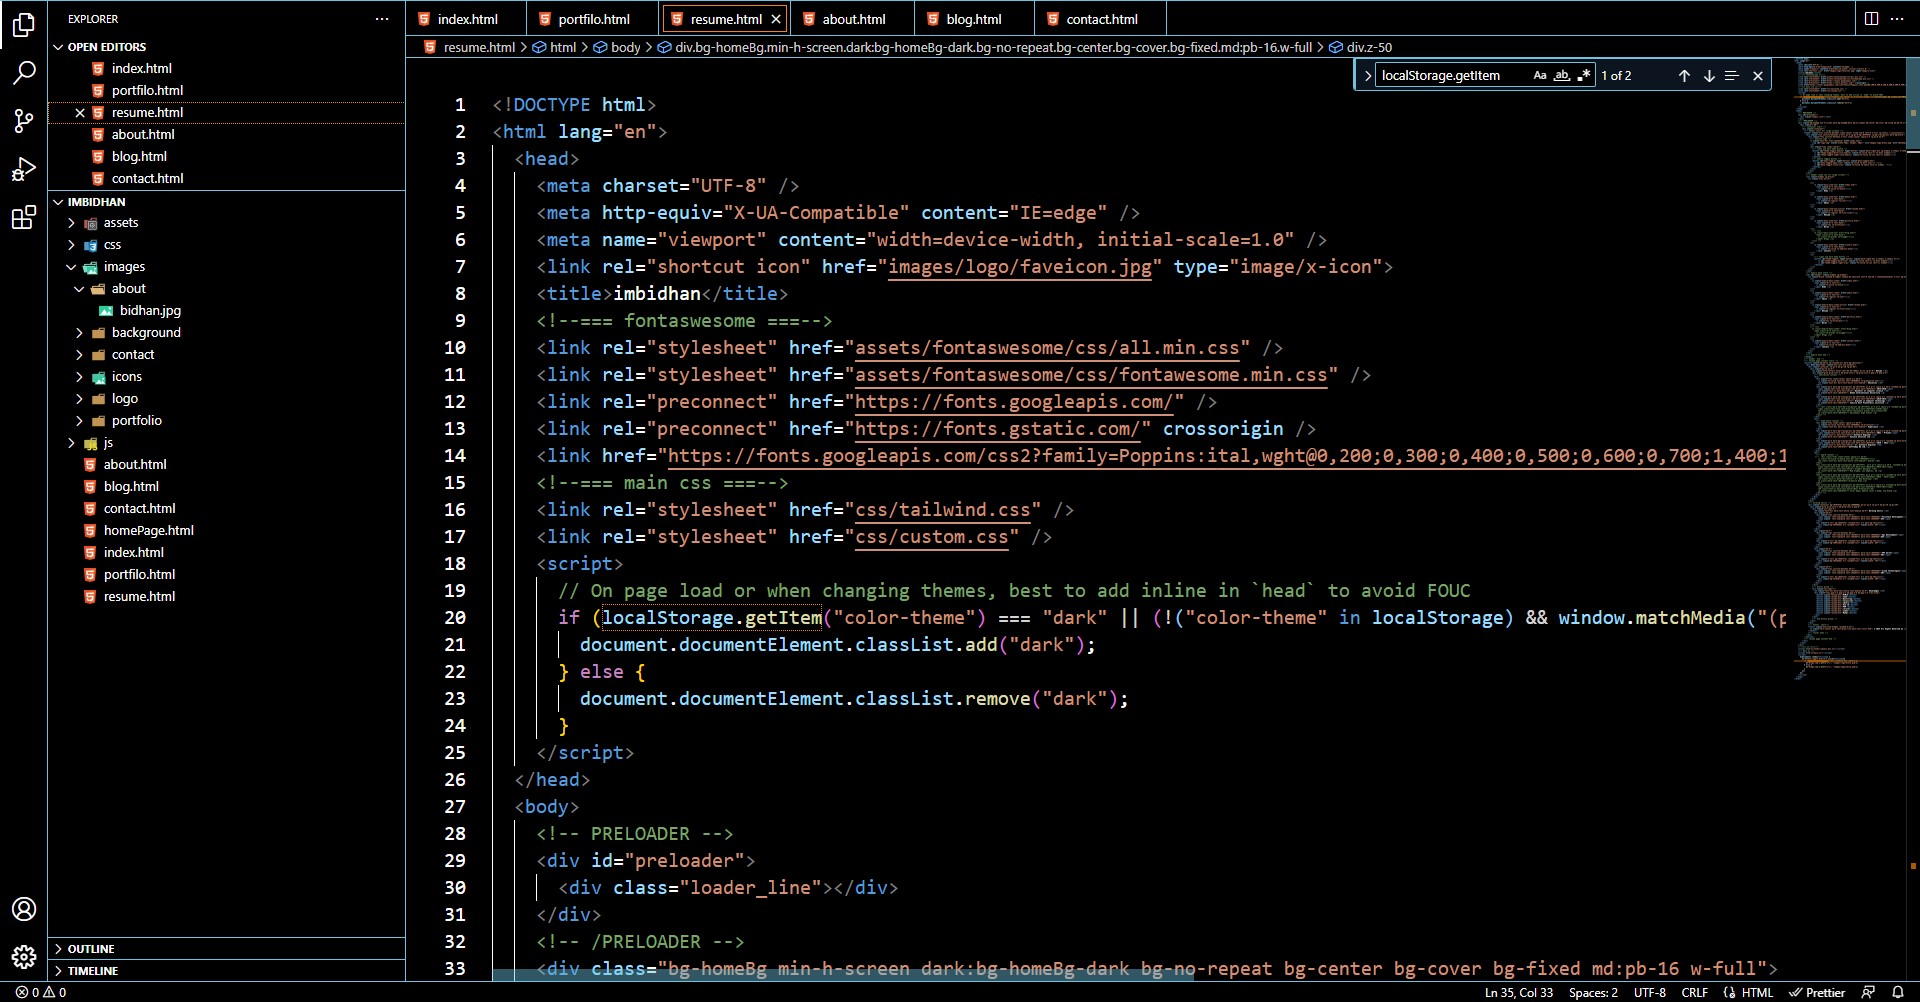 EXPLORER
OPEN EDITORS
index.html
portfilo.html
resume.html
about.html
blog.html
contact.html
IMBIDHAN
assets
css
images
about
bidhan.jpg
background
contact
icons
logo
portfolio
js
about.html
blog.html
contact.html
homePage.html
index.html
portfilo.html
resume.html
OUTLINE
TIMELINE
index.html
portfilo.html
resume.html
about.html
blog.html
contact.html
resume.html > html > body > div.bg-homeBg.min-h-screen.dark:bg-homeBg-dark.bg-no-repeat.bg-center.bg-cover.bg-fixed.md:pb-16.w-full > div.z-50
localStorage.getItem Aa ab .* 1 of 2
1 <!DOCTYPE html>
2 <html lang="en">
3 <head>
4 <meta charset="UTF-8" />
5 <meta http-equiv="X-UA-Compatible" content="IE=edge" />
6 <meta name="viewport" content="width=device-width, initial-scale=1.0" />
7 <link rel="shortcut icon" href="images/logo/faveicon.jpg" type="image/x-icon">
8 <title>imbidhan</title>
9 <!--=== fontaswesome ===-->
10 <link rel="stylesheet" href="assets/fontaswesome/css/all.min.css" />
11 <link rel="stylesheet" href="assets/fontaswesome/css/fontawesome.min.css" />
12 <link rel="preconnect" href="https://fonts.googleapis.com/" />
13 <link rel="preconnect" href="https://fonts.gstatic.com/" crossorigin />
14 <link href="https://fonts.googleapis.com/css2?family=Poppins:ital,wght@0,200;0,300;0,400;0,500;0,600;0,700;1,400;1
15 <!--=== main css ===-->
16 <link rel="stylesheet" href="css/tailwind.css" />
17 <link rel="stylesheet" href="css/custom.css" />
18 <script>
19 // On page load or when changing themes, best to add inline in `head` to avoid FOUC
20 if (localStorage.getItem("color-theme") === "dark" || (!("color-theme" in localStorage) && window.matchMedia("(p
21 document.documentElement.classList.add("dark");
22 } else {
23 document.documentElement.classList.remove("dark");
24 }
25 </script>
26 </head>
27 <body>
28 <!-- PRELOADER -->
29 <div id="preloader">
30 <div class="loader_line"></div>
31 </div>
32 <!-- /PRELOADER -->
33 <div class="bg-homeBg min-h-screen dark:bg-homeBg-dark bg-no-repeat bg-center bg-cover bg-fixed md:pb-16 w-full">
0 0
Ln 35, Col 33 Spaces: 2 UTF-8 CRLF HTML Prettier